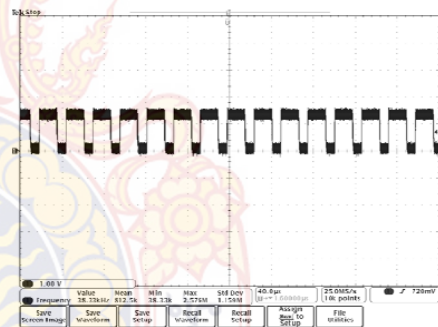 Tek Stop
1.00 V
Value Mean Min Max Std Dev
Frequency 38.33kHz 812.5k 38.33k 2.576M 1.159M
40.0µs
25.0MS/s
10k points
720mV
Save Screen Image
Save Waveform
Save Setup
Recall Waveform
Recall Setup
Assign to Setup
File Utilities